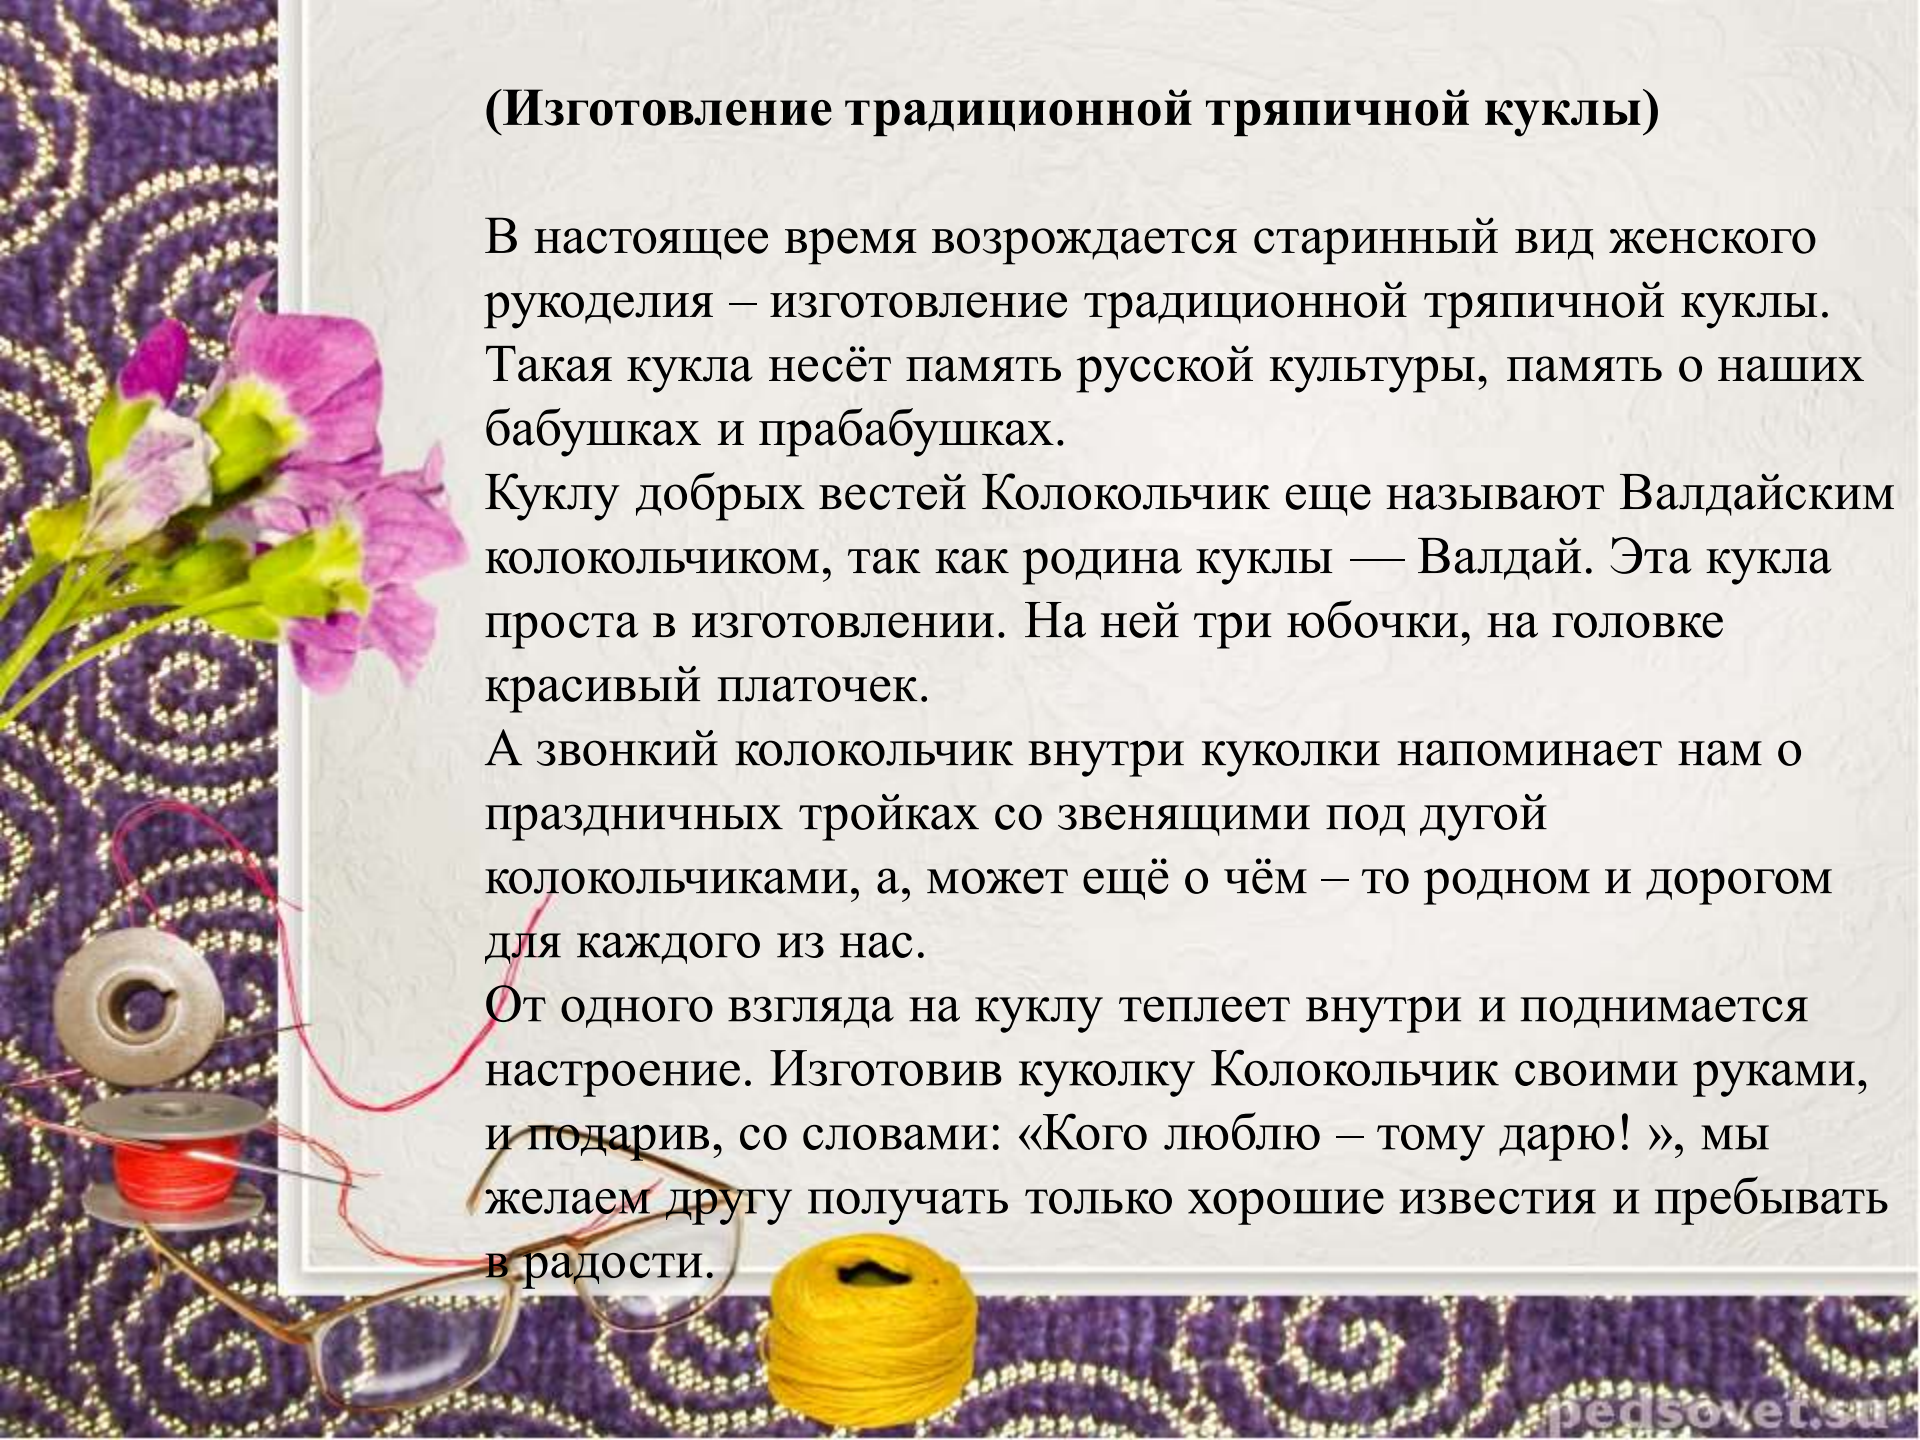 (Изготовление традиционной тряпичной куклы)
В настоящее время возрождается старинный вид женского
рукоделия – изготовление традиционной тряпичной куклы.
Такая кукла несёт память русской культуры, память о наших
бабушках и прабабушках.
Куклу добрых вестей Колокольчик еще называют Валдайским
колокольчиком, так как родина куклы — Валдай. Эта кукла
проста в изготовлении. На ней три юбочки, на головке
красивый платочек.
А звонкий колокольчик внутри куколки напоминает нам о
праздничных тройках со звенящими под дугой
колокольчиками, а, может ещё о чём – то родном и дорогом
для каждого из нас.
От одного взгляда на куклу теплеет внутри и поднимается
настроение. Изготовив куколку Колокольчик своими руками,
и подарив, со словами: «Кого люблю – тому дарю! », мы
желаем другу получать только хорошие известия и пребывать
в радости.
pedsovet.su